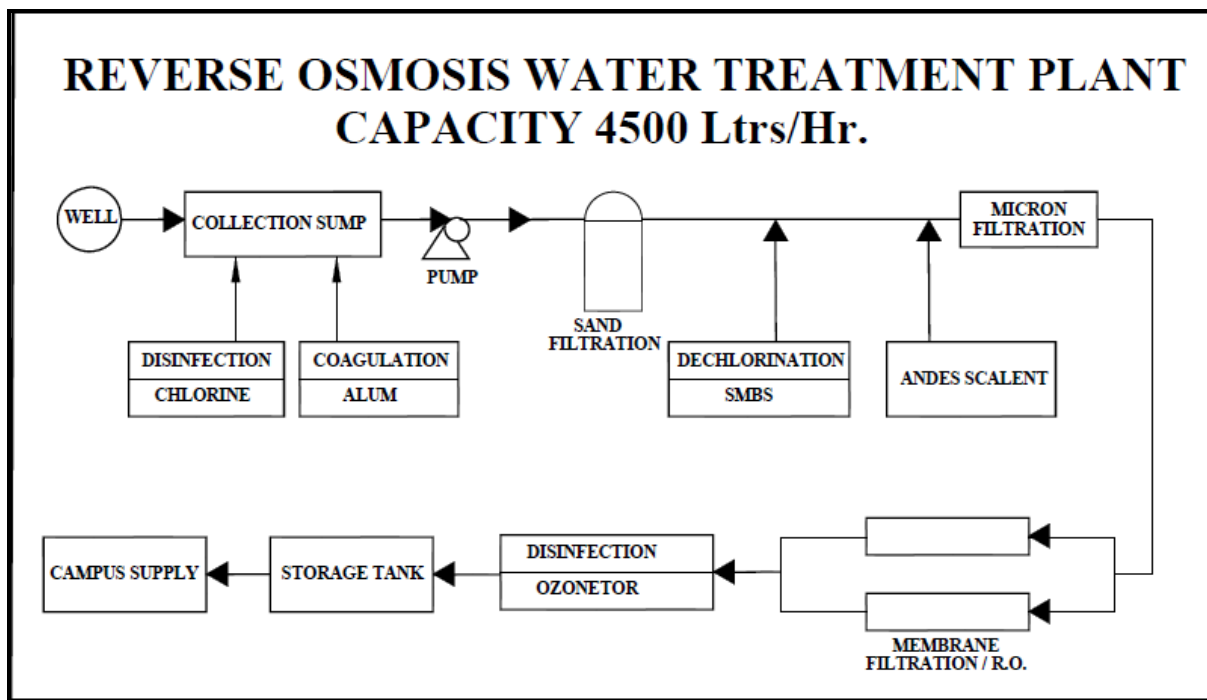 REVERSE OSMOSIS WATER TREATMENT PLANT
CAPACITY 4500 Ltrs/Hr.
WELL
COLLECTION SUMP
PUMP
SAND
FILTRATION
MICRON
FILTRATION
DISINFECTION
CHLORINE
COAGULATION
ALUM
DECHLORINATION
SMBS
ANDES SCALENT
CAMPUS SUPPLY
STORAGE TANK
DISINFECTION
OZONETOR
MEMBRANE
FILTRATION / R.O.